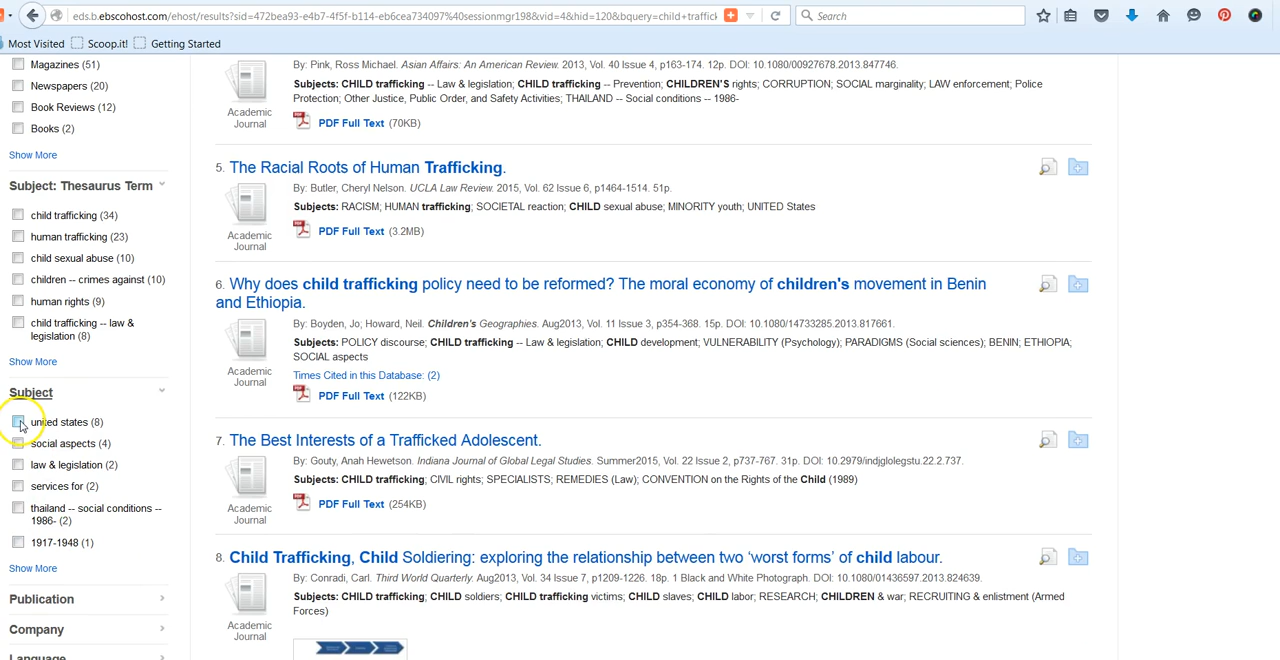 eds.b.ebscohost.com/ehost/results?sid=472bea93-e4b7-4f5f-b114-eb6cea734097%40sessionmgr198&vid=4&hid=120&bquery=child+traffick
Search
Most Visited
Scoop.it!
Getting Started
Magazines (51)
Newspapers (20)
Book Reviews (12)
Books (2)
Show More
Subject: Thesaurus Term
child trafficking (34)
human trafficking (23)
child sexual abuse (10)
children -- crimes against (10)
human rights (9)
child trafficking -- law &
legislation (8)
Show More
Subject
united states (8)
social aspects (4)
law & legislation (2)
services for (2)
thailand -- social conditions --
1986- (2)
1917-1948 (1)
Show More
Publication
Company
Language
By: Pink, Ross Michael. Asian Affairs: An American Review. 2013, Vol. 40 Issue 4, p163-174. 12p. DOI: 10.1080/00927678.2013.847746.
Subjects: CHILD trafficking -- Law & legislation; CHILD trafficking -- Prevention; CHILDREN'S rights; CORRUPTION; SOCIAL marginality; LAW enforcement; Police
Protection; Other Justice, Public Order, and Safety Activities; THAILAND -- Social conditions -- 1986-
Academic
Journal
PDF Full Text (70KB)
5. The Racial Roots of Human Trafficking.
By: Butler, Cheryl Nelson. UCLA Law Review. 2015, Vol. 62 Issue 6, p1464-1514. 51p.
Subjects: RACISM; HUMAN trafficking; SOCIETAL reaction; CHILD sexual abuse; MINORITY youth; UNITED States
Academic
Journal
PDF Full Text (3.2MB)
6. Why does child trafficking policy need to be reformed? The moral economy of children's movement in Benin
and Ethiopia.
By: Boyden, Jo; Howard, Neil. Children's Geographies. Aug2013, Vol. 11 Issue 3, p354-368. 15p. DOI: 10.1080/14733285.2013.817661.
Subjects: POLICY discourse; CHILD trafficking -- Law & legislation; CHILD development; VULNERABILITY (Psychology); PARADIGMS (Social sciences); BENIN; ETHIOPIA;
SOCIAL aspects
Academic
Journal
Times Cited in this Database: (2)
PDF Full Text (122KB)
7. The Best Interests of a Trafficked Adolescent.
By: Gouty, Anah Hewetson. Indiana Journal of Global Legal Studies. Summer2015, Vol. 22 Issue 2, p737-767. 31p. DOI: 10.2979/indjglolegstu.22.2.737.
Subjects: CHILD trafficking; CIVIL rights; SPECIALISTS; REMEDIES (Law); CONVENTION on the Rights of the Child (1989)
Academic
Journal
PDF Full Text (254KB)
8. Child Trafficking, Child Soldiering: exploring the relationship between two ‘worst forms’ of child labour.
By: Conradi, Carl. Third World Quarterly. Aug2013, Vol. 34 Issue 7, p1209-1226. 18p. 1 Black and White Photograph. DOI: 10.1080/01436597.2013.824639.
Subjects: CHILD trafficking; CHILD soldiers; CHILD trafficking victims; CHILD slaves; CHILD labor; RESEARCH; CHILDREN & war; RECRUITING & enlistment (Armed
Forces)
Academic
Journal